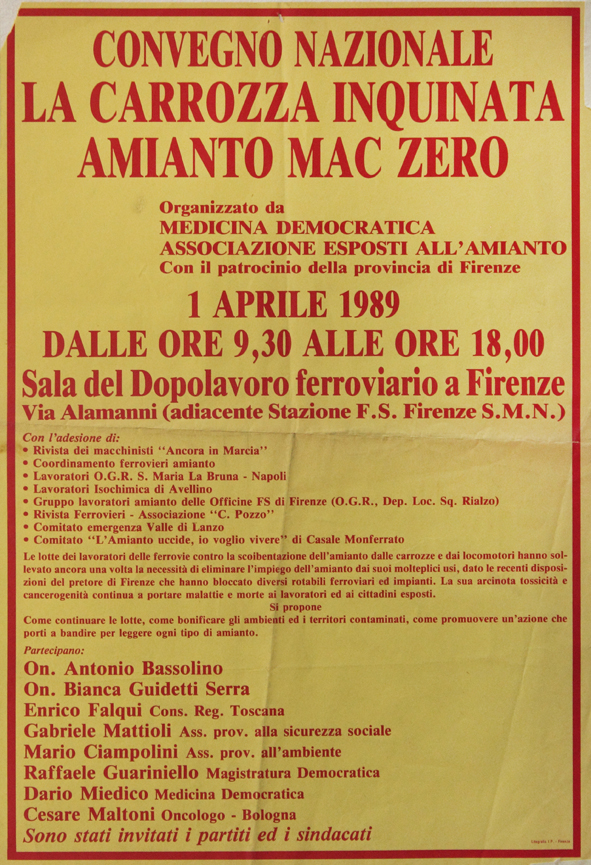 CONVEGNO NAZIONALE
LA CARROZZA INQUINATA
AMIANTO MAC ZERO
Organizzato da
MEDICINA DEMOCRATICA
ASSOCIAZIONE ESPOSTI ALL'AMIANTO
Con il patrocinio della provincia di Firenze
1 APRILE 1989
DALLE ORE 9,30 ALLE ORE 18,00
Sala del Dopolavoro ferroviario a Firenze
Via Alamanni (adiacente Stazione F.S. Firenze S.M.N.)
Con l'adesione di:
• Rivista dei macchinisti "Ancora in Marcia"
• Coordinamento ferrovieri amianto
• Lavoratori O.G.R. S. Maria La Bruna - Napoli
• Lavoratori Isochimica di Avellino
• Gruppo lavoratori amianto delle Officine FS di Firenze (O.G.R., Dep. Loc. Sq. Rialzo)
• Rivista Ferrovieri - Associazione "C. Pozzo"
• Comitato emergenza Valle di Lanzo
• Comitato "L'Amianto uccide, io voglio vivere" di Casale Monferrato
Le lotte dei lavoratori delle ferrovie contro la scoibentazione dell'amianto dalle carrozze e dai locomotori hanno sol-
levato ancora una volta la necessità di eliminare l'impiego dell'amianto dai suoi molteplici usi, dato le recenti disposi-
zioni del pretore di Firenze che hanno bloccato diversi rotabili ferroviari ed impianti. La sua arcinota tossicità e
cancerogenità continua a portare malattie e morte ai lavoratori ed ai cittadini esposti.
Si propone
Come continuare le lotte, come bonificare gli ambienti ed i territori contaminati, come promuovere un'azione che
porti a bandire per leggere ogni tipo di amianto.
Partecipano:
On. Antonio Bassolino
On. Bianca Guidetti Serra
Enrico Falqui Cons. Reg. Toscana
Gabriele Mattioli Ass. prov. alla sicurezza sociale
Mario Ciampolini Ass. prov. all'ambiente
Raffaele Guariniello Magistratura Democratica
Dario Miedico Medicina Democratica
Cesare Maltoni Oncologo - Bologna
Sono stati invitati i partiti ed i sindacati